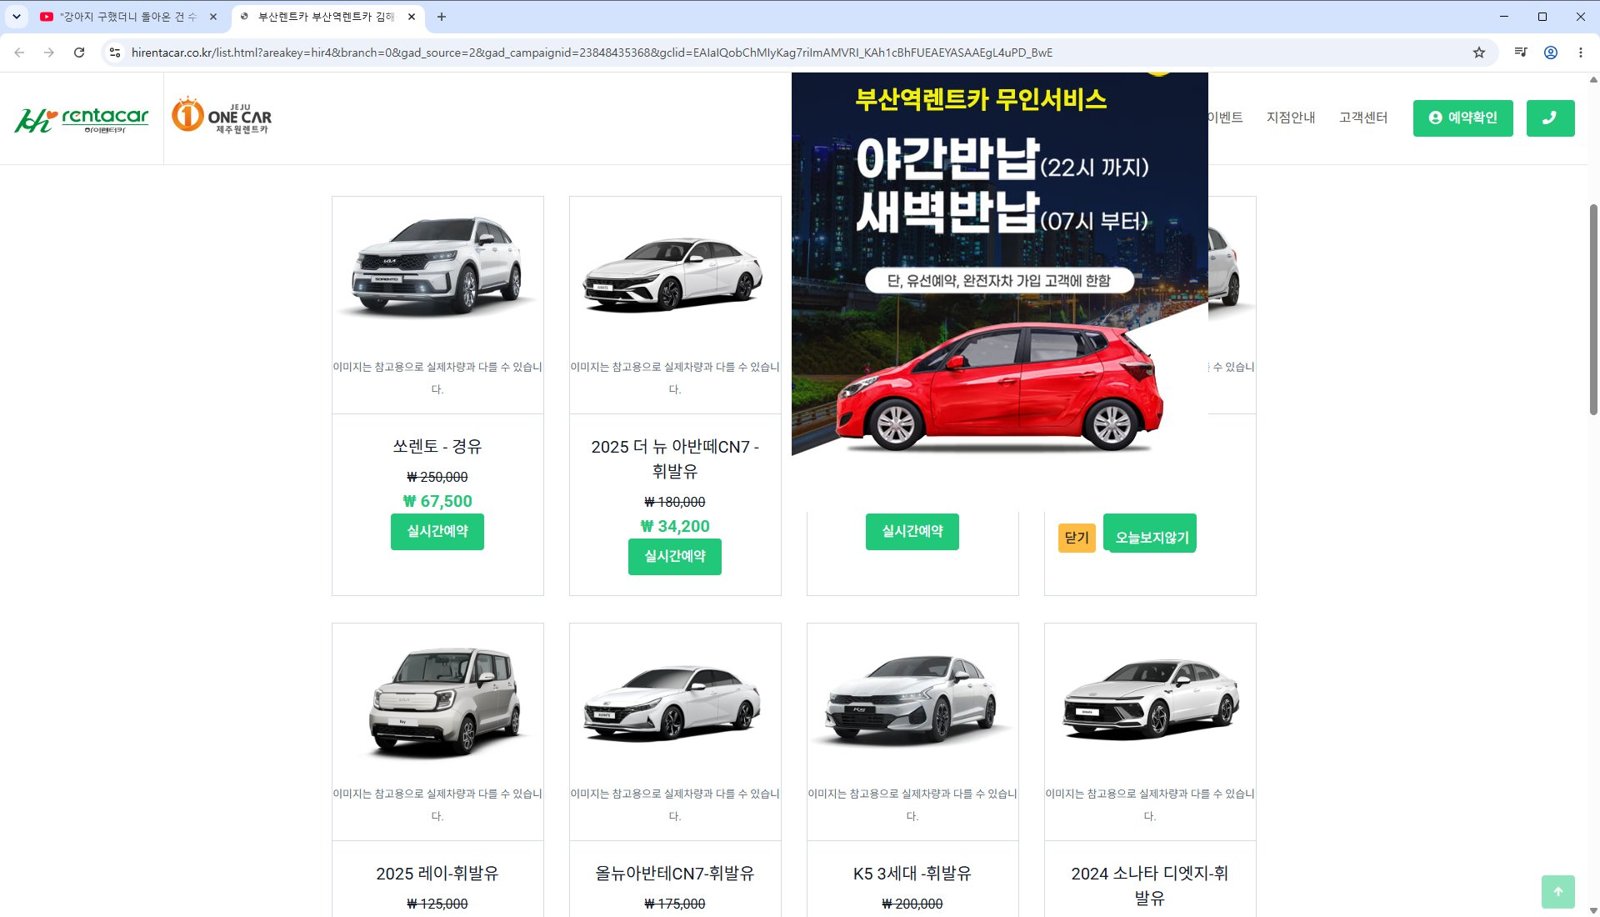 "강아지 구했더니 돌아온 건 수
부산렌트카 부산역렌트카 김해
hirentacar.co.kr/list.html?areakey=hir4&branch=0&gad_source=2&gad_campaignid=23848435368&gclid=EAIaIQobChMIyKag7rilmAMVRI_KAh1cBhFUEAEYASAAEgL4uPD_BwE
hi rentacar
하이렌터카
1
JEJU
ONE CAR
제주원렌트카
이벤트
지점안내
고객센터
예약확인
부산역렌트카 무인서비스
야간반납(22시 까지)
새벽반납(07시 부터)
단, 유선예약, 완전자차 가입 고객에 한함
이미지는 참고용으로 실제차량과 다를 수 있습니
다.
쏘렌토 - 경유
₩ 250,000
₩ 67,500
실시간예약
이미지는 참고용으로 실제차량과 다를 수 있습니
다.
2025 더 뉴 아반떼CN7 -
휘발유
₩ 180,000
₩ 34,200
실시간예약
실시간예약
수 있습니
닫기
오늘보지않기
이미지는 참고용으로 실제차량과 다를 수 있습니
다.
2025 레이-휘발유
₩ 125,000
이미지는 참고용으로 실제차량과 다를 수 있습니
다.
올뉴아반테CN7-휘발유
₩ 175,000
K5
이미지는 참고용으로 실제차량과 다를 수 있습니
다.
K5 3세대 -휘발유
₩ 200,000
이미지는 참고용으로 실제차량과 다를 수 있습니
다.
2024 소나타 디엣지-휘
발유